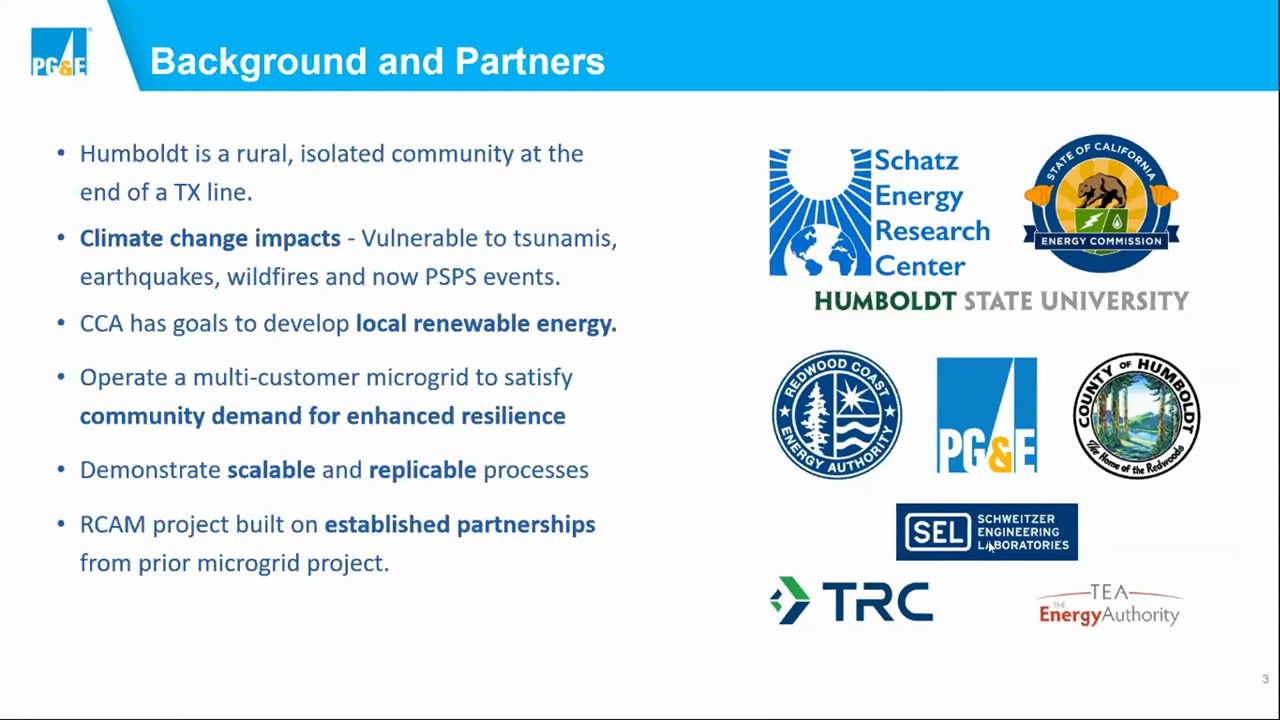 PG&E
Background and Partners
• Humboldt is a rural, isolated community at the
end of a TX line.
• Climate change impacts - Vulnerable to tsunamis,
earthquakes, wildfires and now PSPS events.
• CCA has goals to develop local renewable energy.
• Operate a multi-customer microgrid to satisfy
community demand for enhanced resilience
• Demonstrate scalable and replicable processes
• RCAM project built on established partnerships
from prior microgrid project.
Schatz
Energy
Research
Center
STATE OF CALIFORNIA
ENERGY COMMISSION
HUMBOLDT STATE UNIVERSITY
REDWOOD COAST
ENERGY AUTHORITY
PG&E
COUNTY OF HUMBOLDT
The Home of the Redwoods
SEL
SCHWEITZER
ENGINEERING
LABORATORIES
TRC
TEA
THE
EnergyAuthority
3